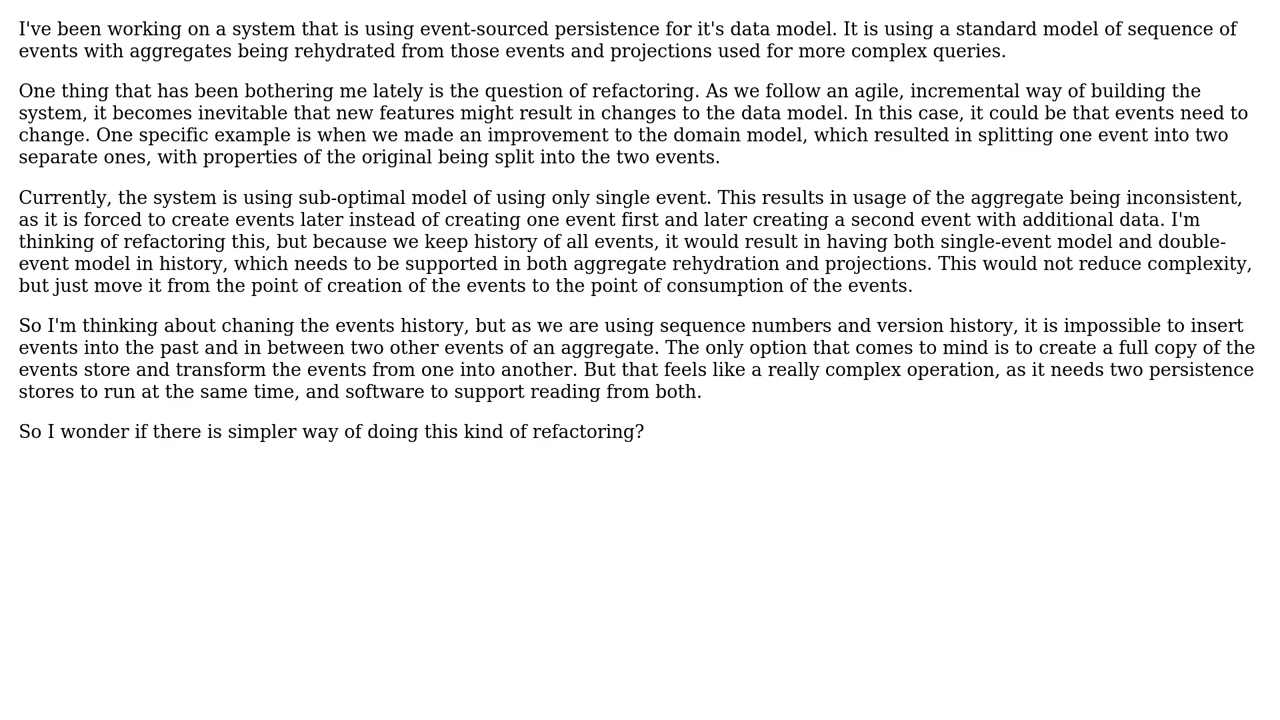 I've been working on a system that is using event-sourced persistence for it's data model. It is using a standard model of sequence of
events with aggregates being rehydrated from those events and projections used for more complex queries.
One thing that has been bothering me lately is the question of refactoring. As we follow an agile, incremental way of building the
system, it becomes inevitable that new features might result in changes to the data model. In this case, it could be that events need to
change. One specific example is when we made an improvement to the domain model, which resulted in splitting one event into two
separate ones, with properties of the original being split into the two events.
Currently, the system is using sub-optimal model of using only single event. This results in usage of the aggregate being inconsistent,
as it is forced to create events later instead of creating one event first and later creating a second event with additional data. I'm
thinking of refactoring this, but because we keep history of all events, it would result in having both single-event model and double-
event model in history, which needs to be supported in both aggregate rehydration and projections. This would not reduce complexity,
but just move it from the point of creation of the events to the point of consumption of the events.
So I'm thinking about chaning the events history, but as we are using sequence numbers and version history, it is impossible to insert
events into the past and in between two other events of an aggregate. The only option that comes to mind is to create a full copy of the
events store and transform the events from one into another. But that feels like a really complex operation, as it needs two persistence
stores to run at the same time, and software to support reading from both.
So I wonder if there is simpler way of doing this kind of refactoring?